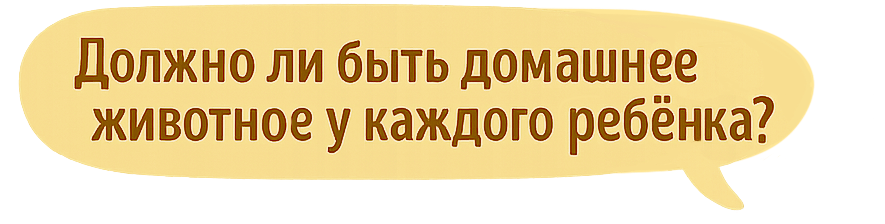 Должно ли быть домашнее
животное у каждого ребёнка?